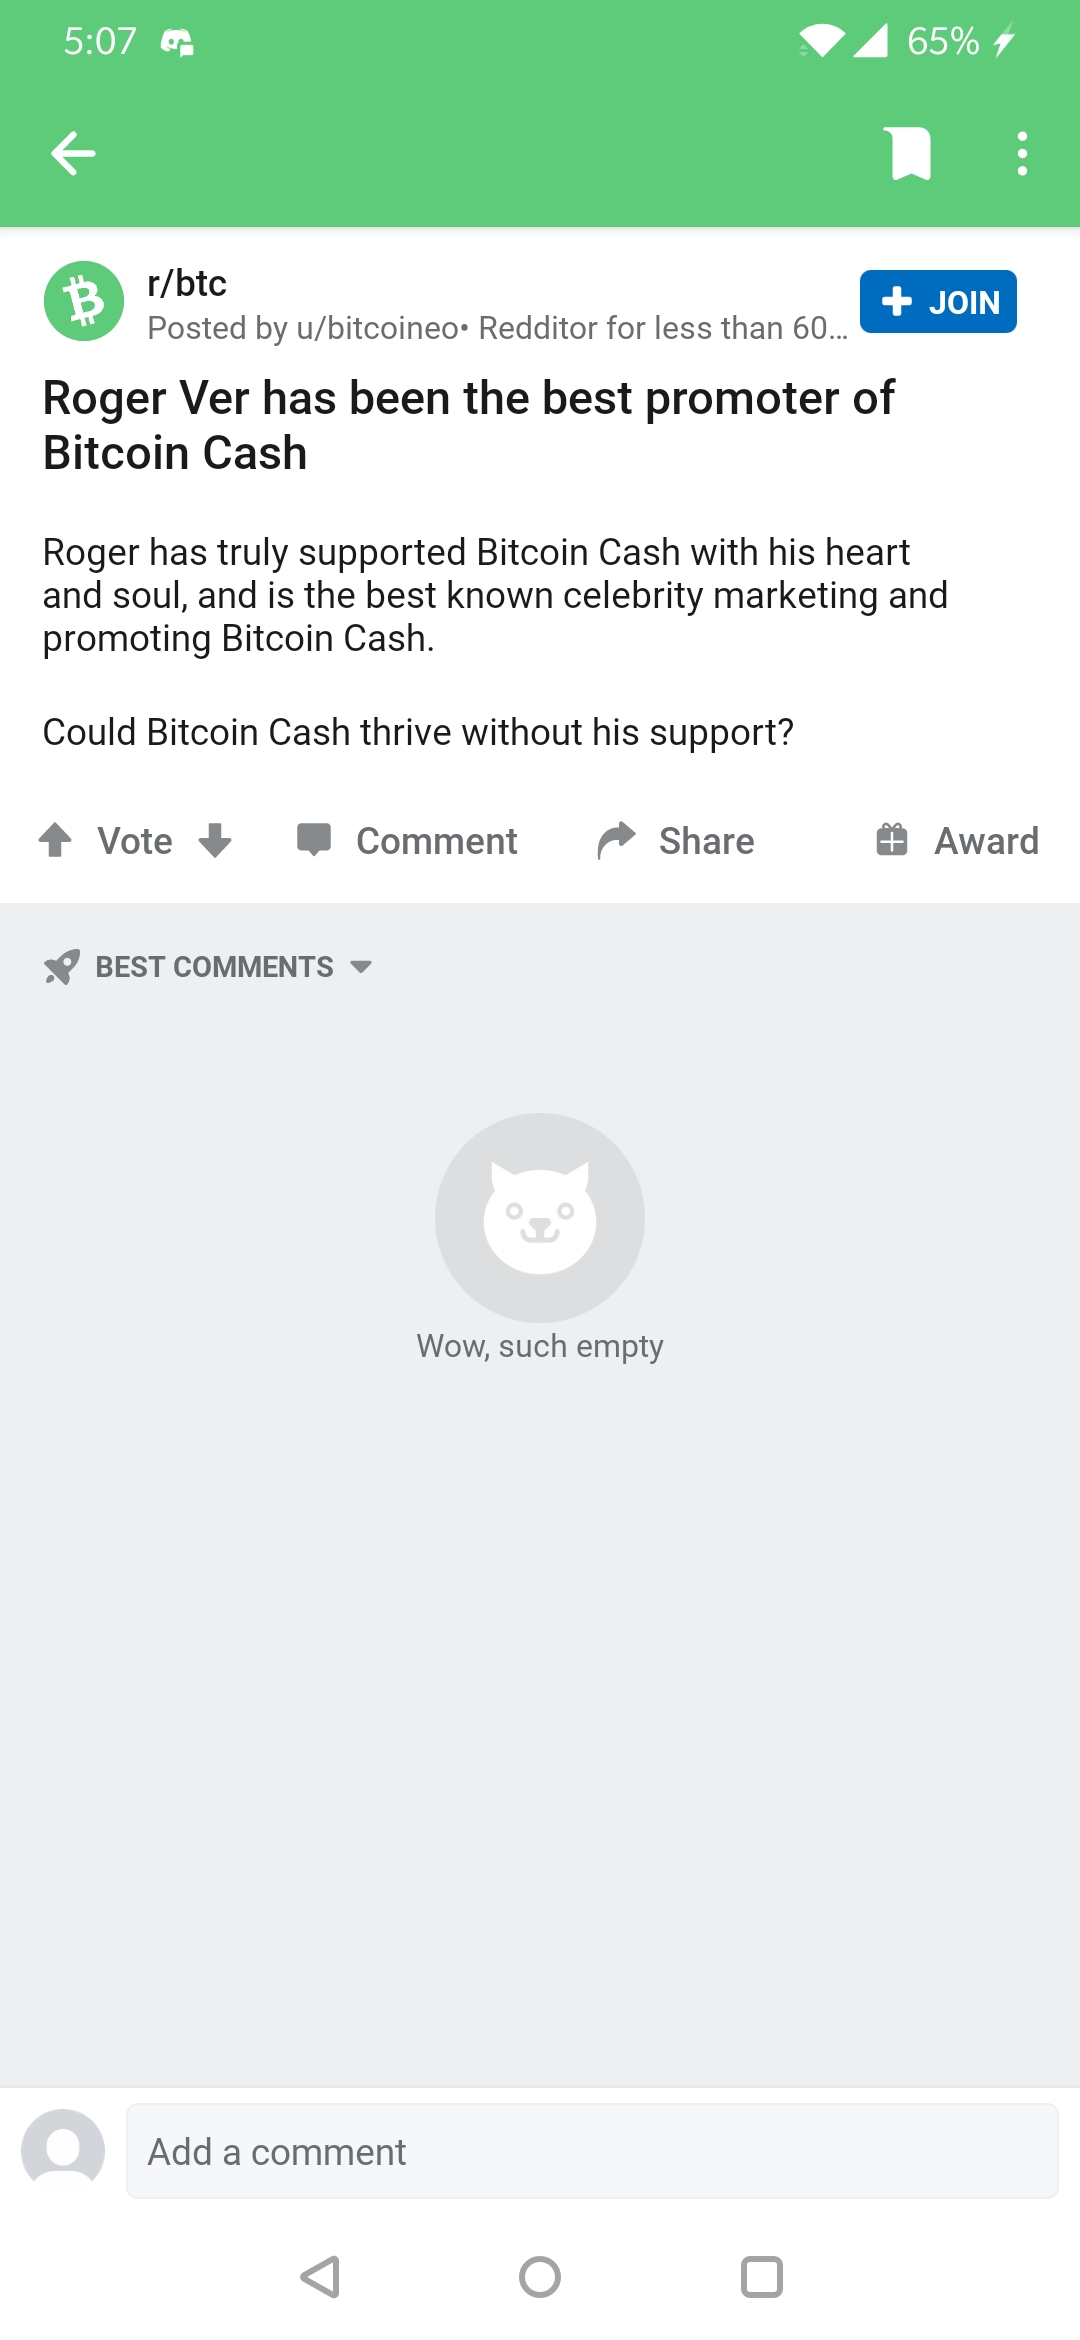 5:07
65%
r/btc
Posted by u/bitcoineo• Redditor for less than 60...
JOIN
Roger Ver has been the best promoter of
Bitcoin Cash
Roger has truly supported Bitcoin Cash with his heart
and soul, and is the best known celebrity marketing and
promoting Bitcoin Cash.
Could Bitcoin Cash thrive without his support?
Vote
Comment
Share
Award
BEST COMMENTS
Wow, such empty
Add a comment